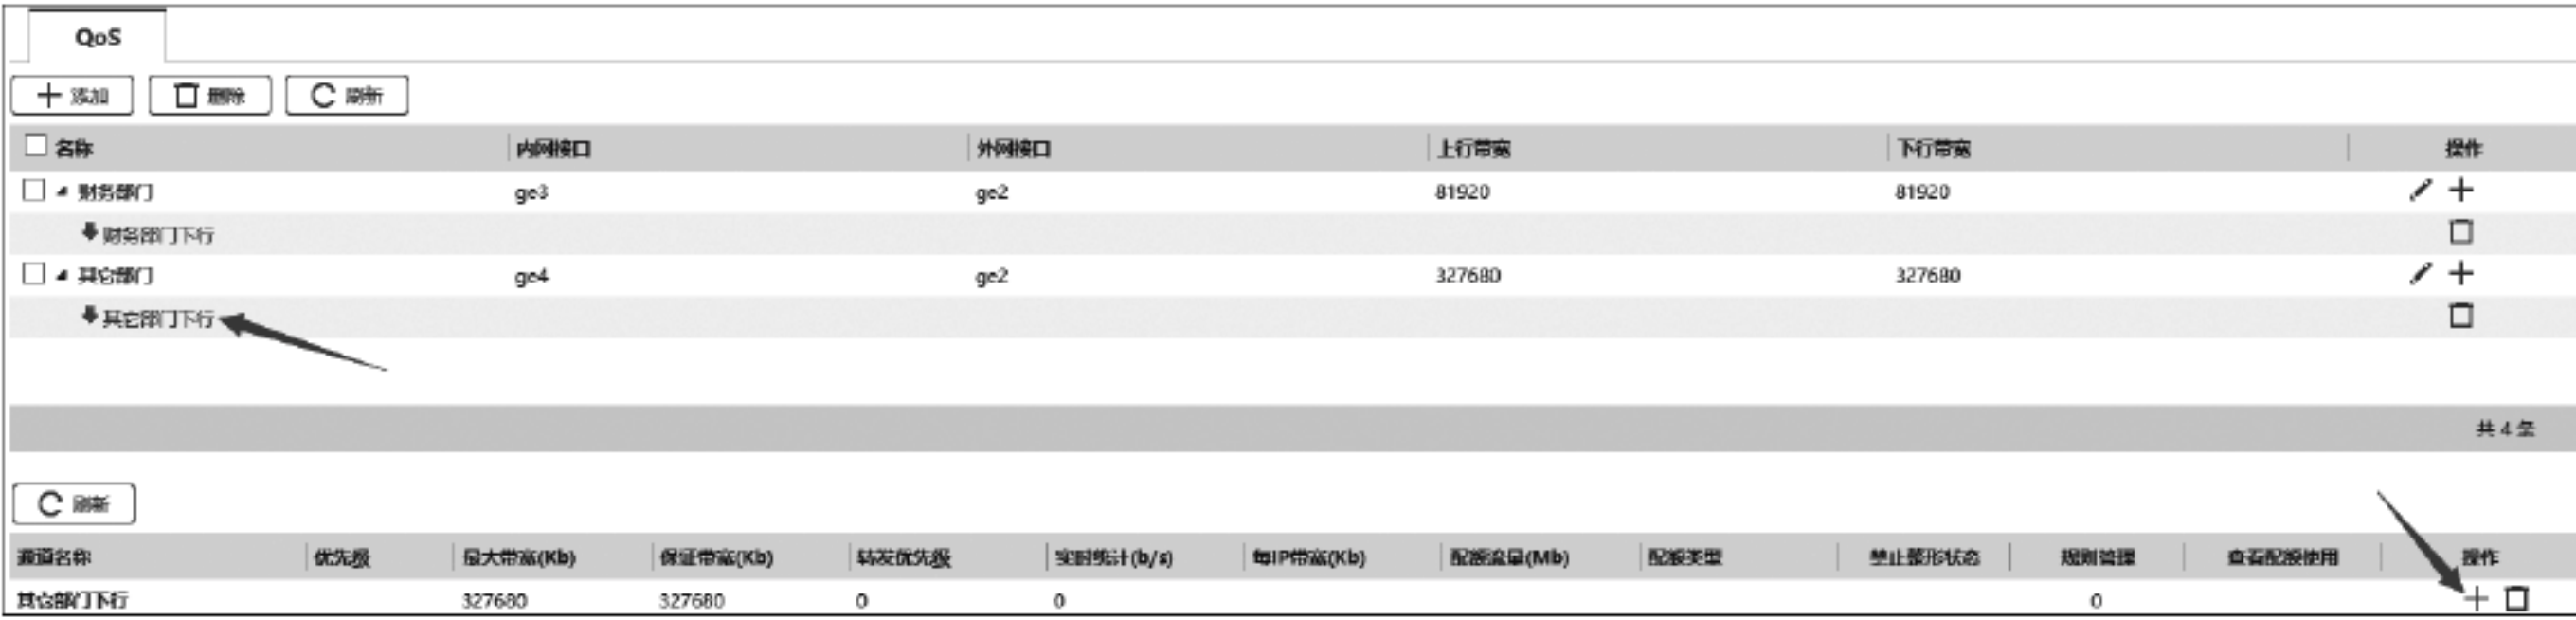 QoS
添加 删除 刷新
名称 内网接口 外网接口 上行带宽 下行带宽 操作
财务部门 ge3 ge2 81920 81920
财务部门下行
其它部门 ge4 ge2 327680 327680
其它部门下行
共 4 条
刷新
通道名称 优先级 最大带宽(Kb) 保证带宽(Kb) 转发优先级 实时统计(b/s) 每IP带宽(Kb) 配额流量(Mb) 配额类型 禁止整形状态 规则管理 查看配额使用 操作
其它部门下行 327680 327680 0 0 0